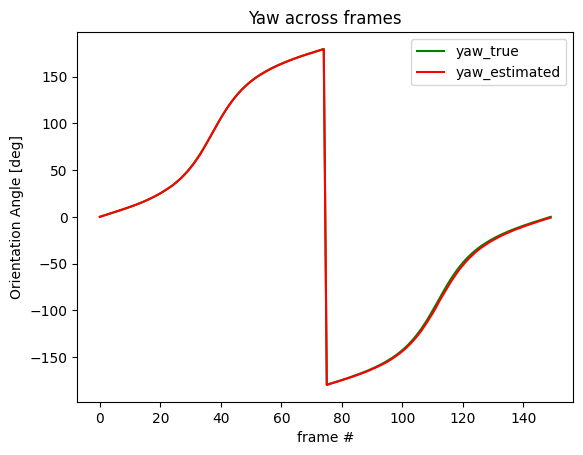 Yaw across frames
yaw_true
yaw_estimated
Orientation Angle [deg]
150
100
50
0
−50
−100
−150
0 20 40 60 80 100 120 140
frame #